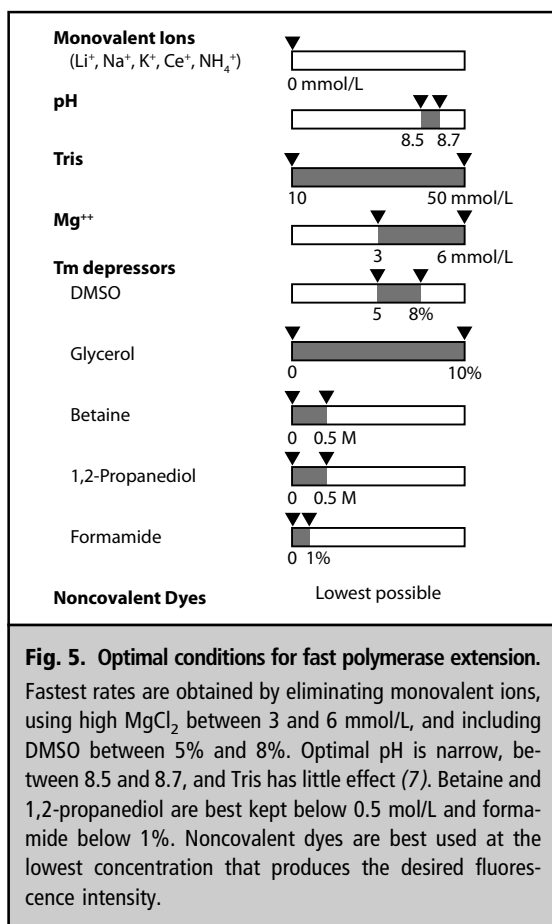 Monovalent Ions
(Li⁺, Na⁺, K⁺, Ce⁺, NH₄⁺)
0 mmol/L
pH
8.5 8.7
Tris
10 50 mmol/L
Mg⁺⁺
3 6 mmol/L
Tm depressors
DMSO
5 8%
Glycerol
0 10%
Betaine
0 0.5 M
1,2-Propanediol
0 0.5 M
Formamide
0 1%
Noncovalent Dyes Lowest possible
Fig. 5. Optimal conditions for fast polymerase extension.
Fastest rates are obtained by eliminating monovalent ions,
using high MgCl₂ between 3 and 6 mmol/L, and including
DMSO between 5% and 8%. Optimal pH is narrow, be-
tween 8.5 and 8.7, and Tris has little effect (7). Betaine and
1,2-propanediol are best kept below 0.5 mol/L and forma-
mide below 1%. Noncovalent dyes are best used at the
lowest concentration that produces the desired fluores-
cence intensity.